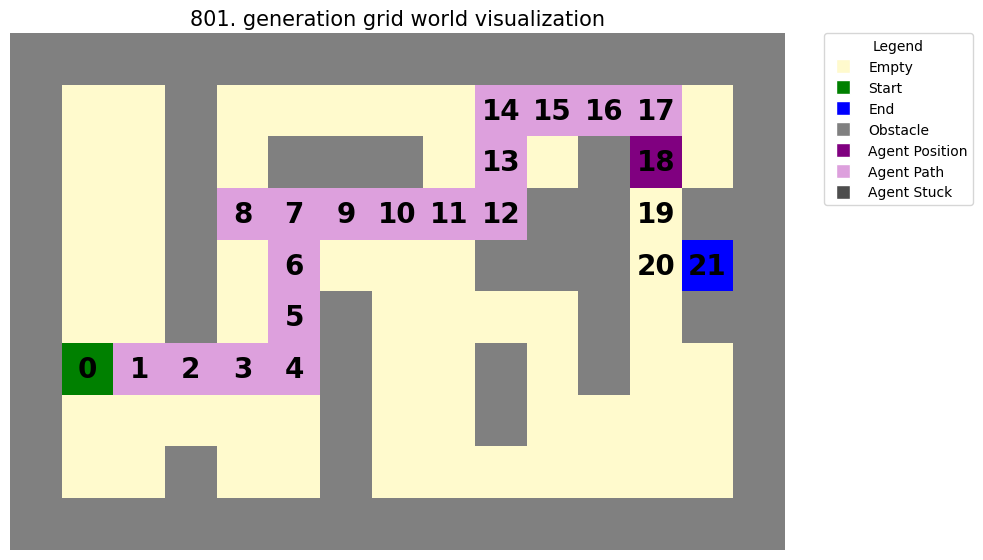 801. generation grid world visualization
14 15 16 17
13 18
8 7 9 10 11 12 19
6 20 21
5
0 1 2 3 4
Legend
Empty
Start
End
Obstacle
Agent Position
Agent Path
Agent Stuck